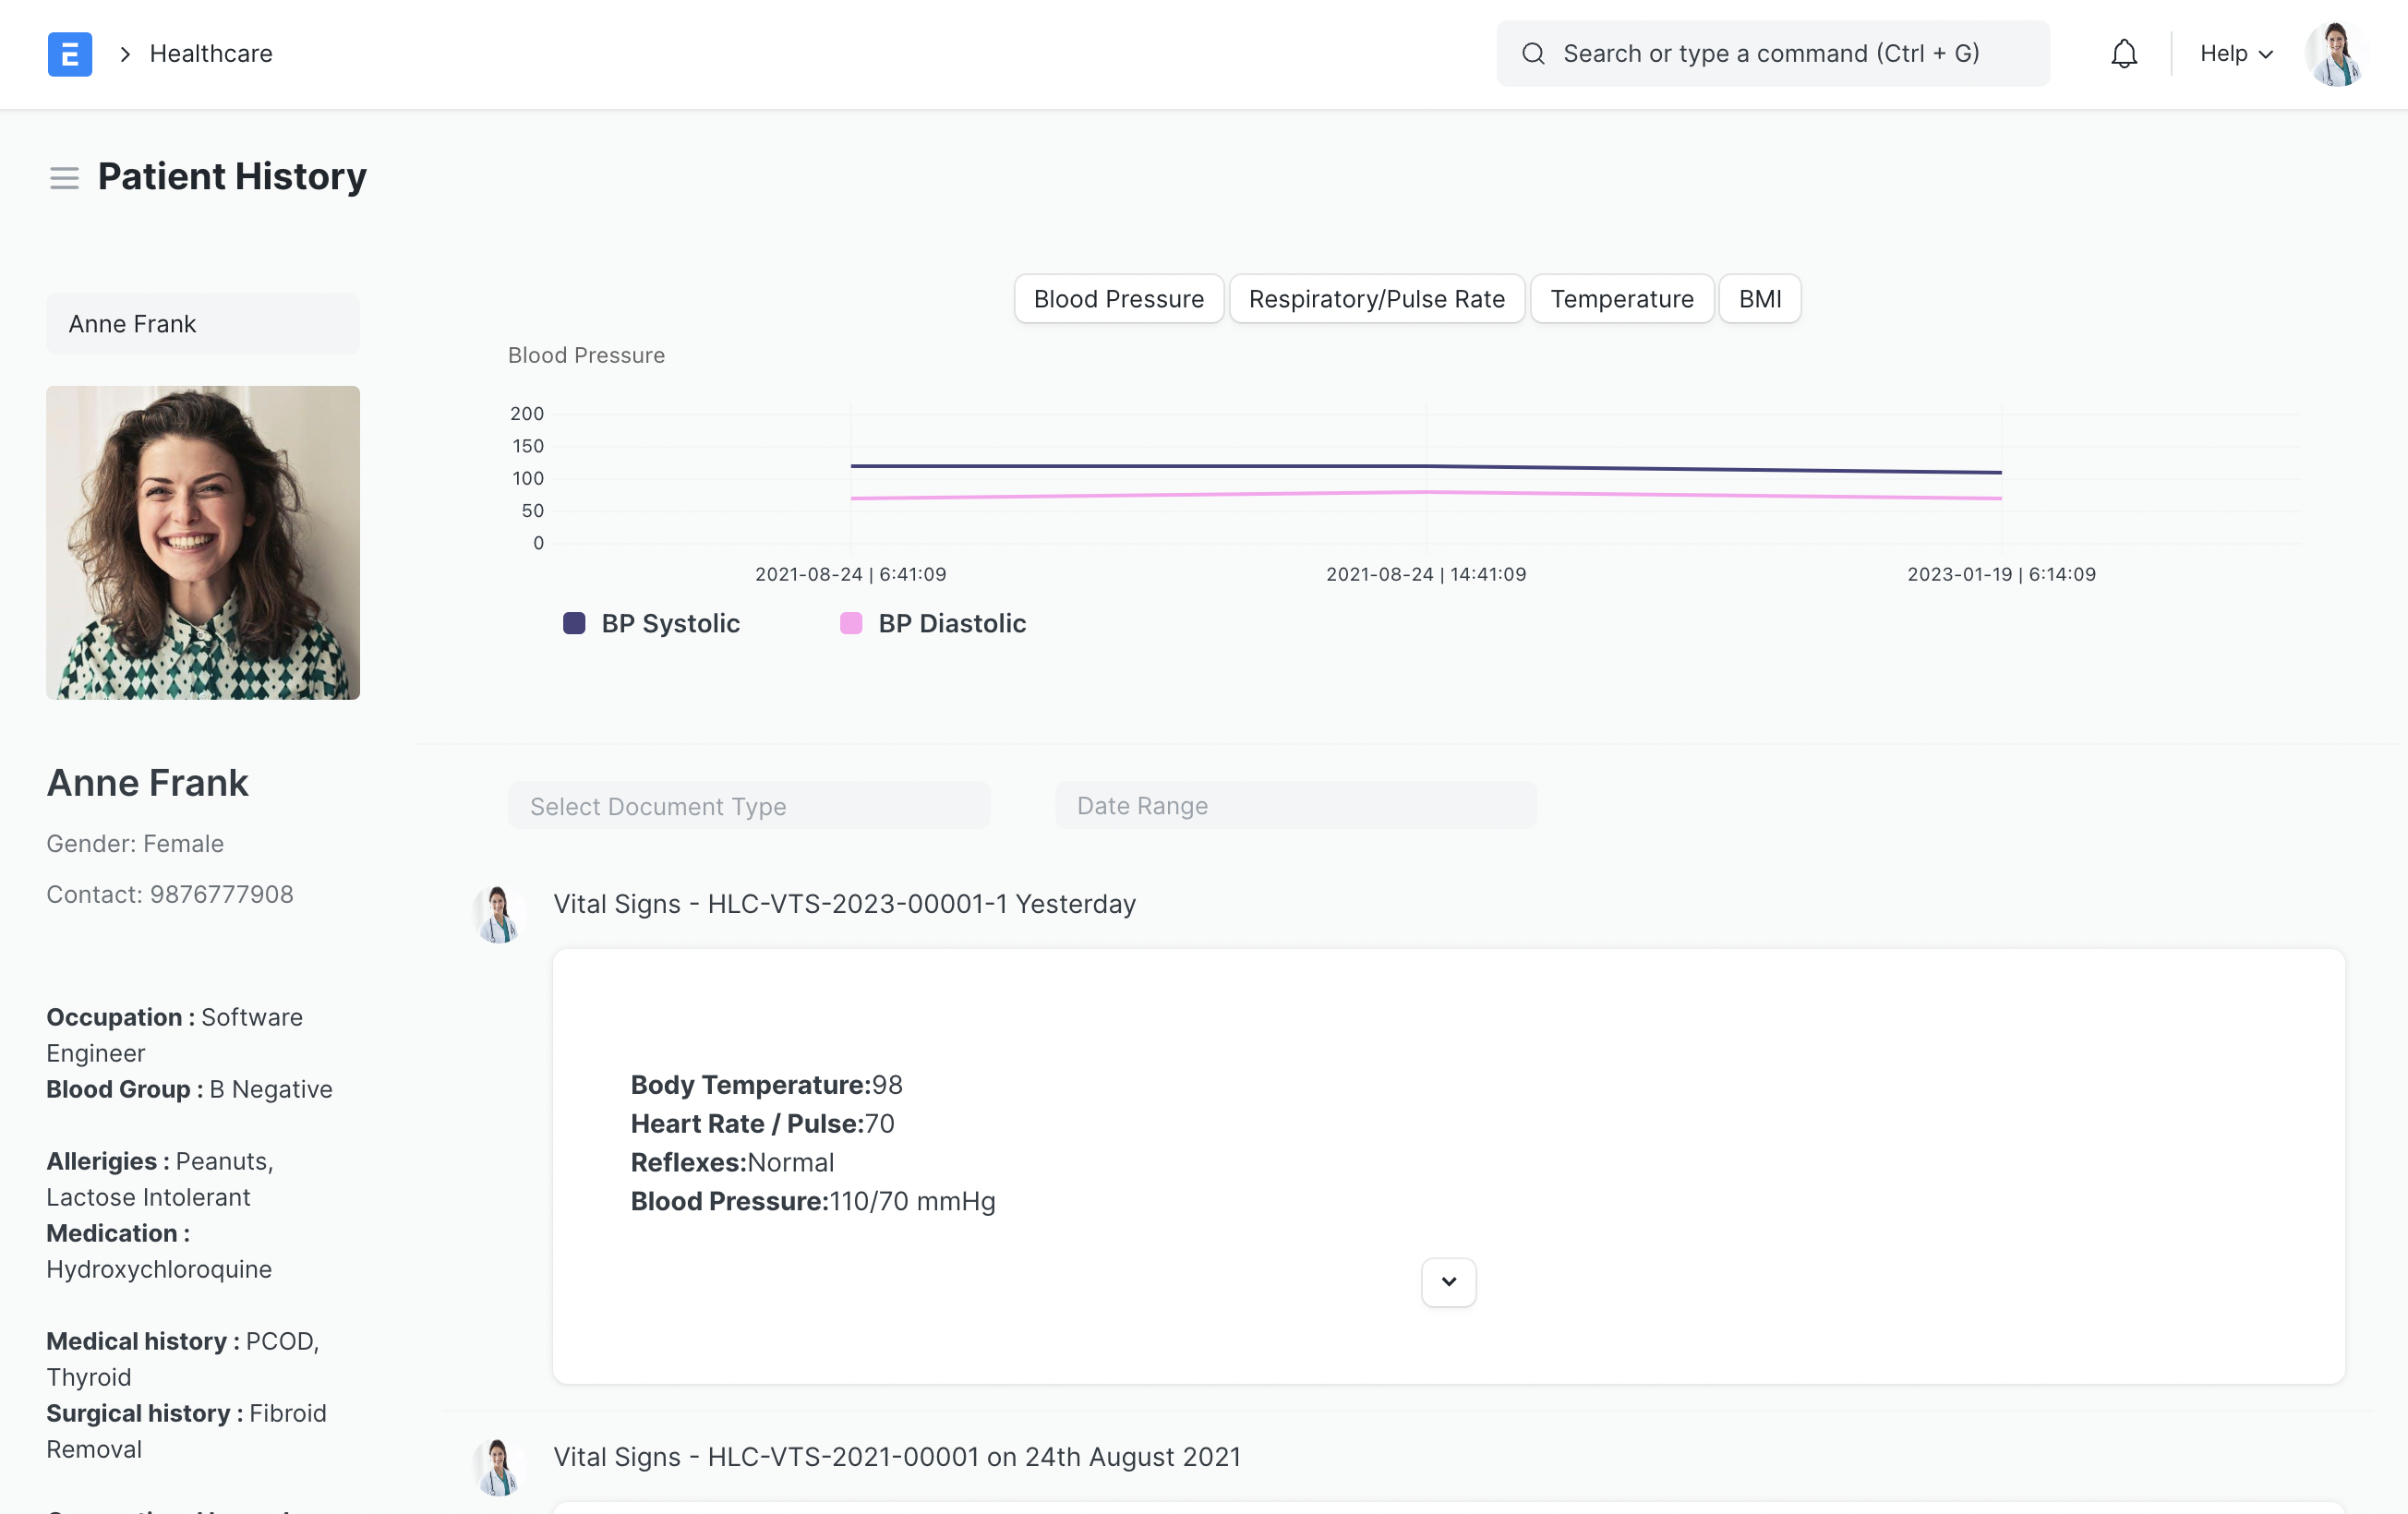 Healthcare
Search or type a command (Ctrl + G)
Help
Patient History
Anne Frank
Blood Pressure
Respiratory/Pulse Rate
Temperature
BMI
Blood Pressure
200
150
100
50
0
2021-08-24 | 6:41:09
2021-08-24 | 14:41:09
2023-01-19 | 6:14:09
BP Systolic
BP Diastolic
Anne Frank
Gender: Female
Contact: 9876777908
Occupation : Software
Engineer
Blood Group : B Negative
Allerigies : Peanuts,
Lactose Intolerant
Medication :
Hydroxychloroquine
Medical history : PCOD,
Thyroid
Surgical history : Fibroid
Removal
Select Document Type
Date Range
Vital Signs - HLC-VTS-2023-00001-1 Yesterday
Body Temperature:98
Heart Rate / Pulse:70
Reflexes:Normal
Blood Pressure:110/70 mmHg
Vital Signs - HLC-VTS-2021-00001 on 24th August 2021